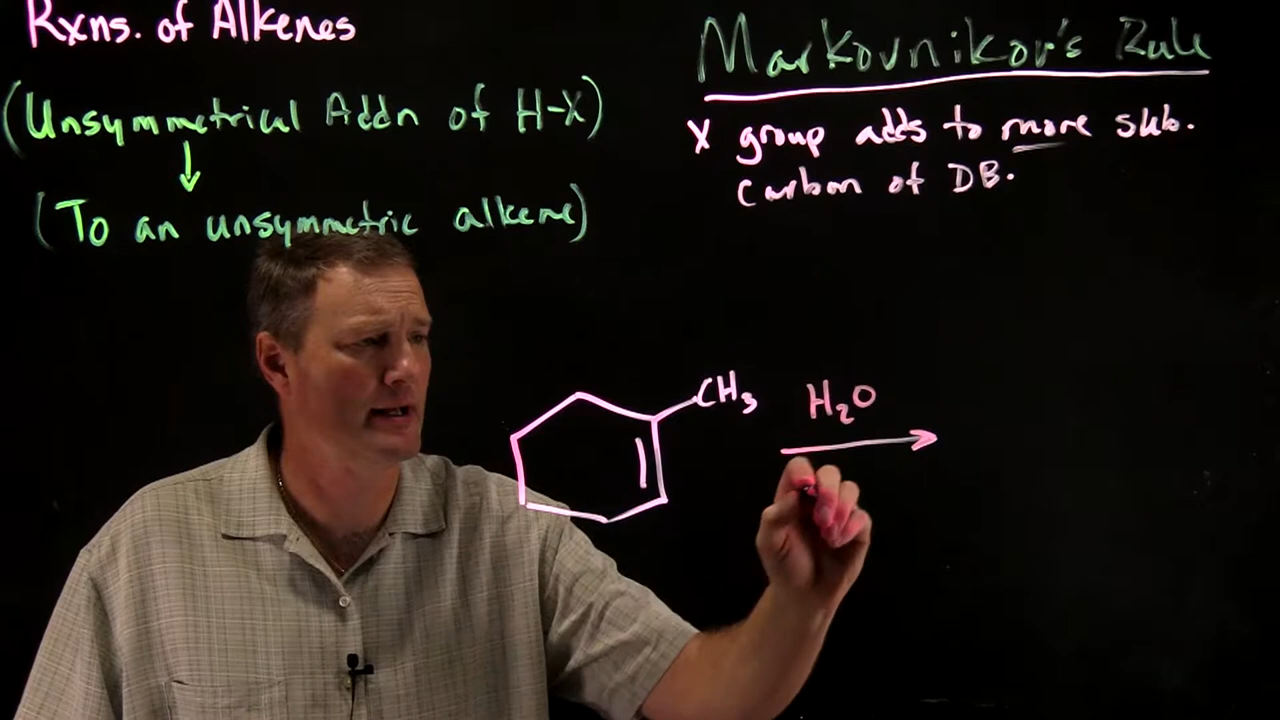 Rxns. of Alkenes
(Unsymmetrical Addn of H-X)
(To an unsymmetric alkene)
Markovnikov's Rule
X group adds to more sub.
carbon of DB.
CH3
H2O